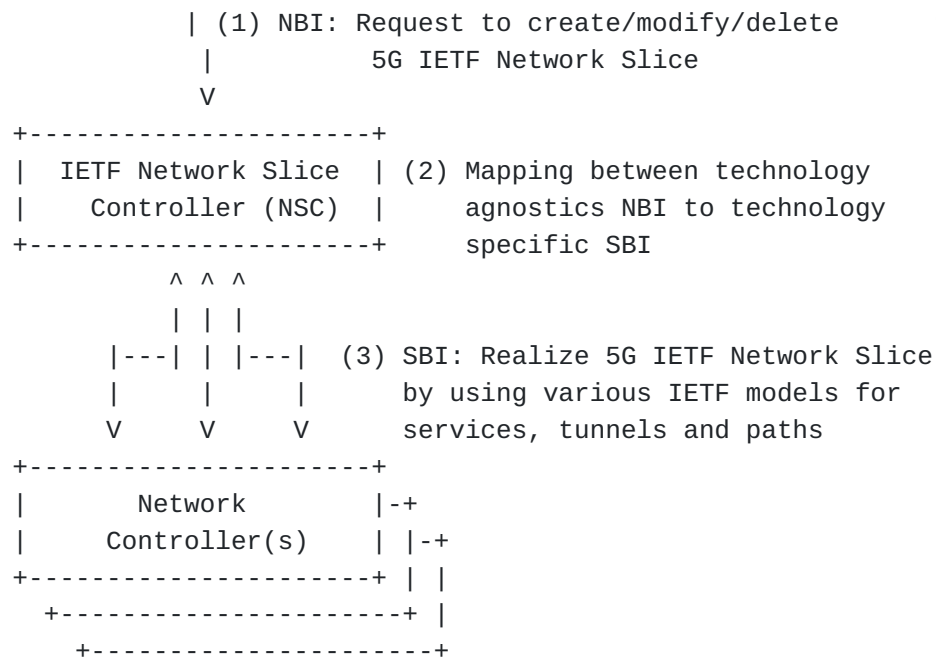 | (1) NBI: Request to create/modify/delete
             |          5G IETF Network Slice
             V
+----------------------+
|  IETF Network Slice  | (2) Mapping between technology
|    Controller (NSC)  |     agnostics NBI to technology
+----------------------+     specific SBI
          ^ ^ ^
          | | |
      |---| | |---|  (3) SBI: Realize 5G IETF Network Slice
      |     |     |      by using various IETF models for
      V     V     V      services, tunnels and paths
+----------------------+
|       Network        |-+
|     Controller(s)    | |-+
+----------------------+ | |
  +----------------------+ |
    +----------------------+